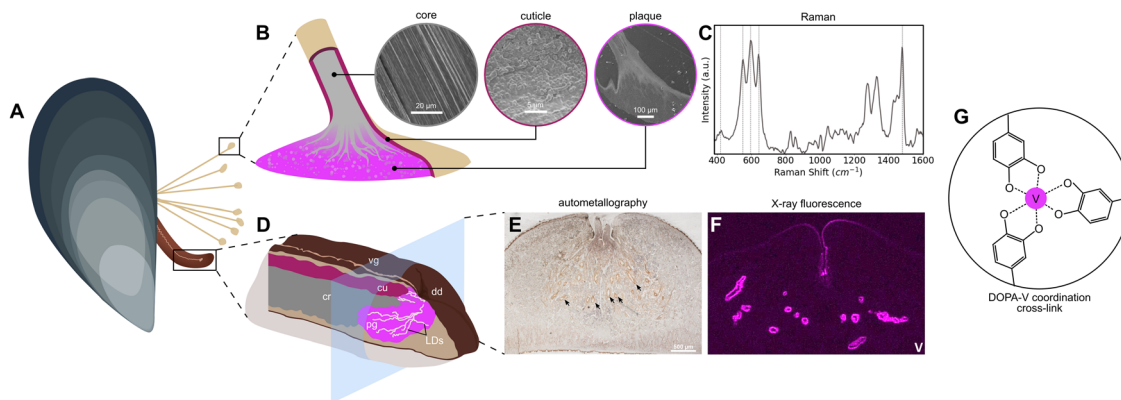 A
B
core
20 µm
cuticle
5 µm
plaque
100 µm
C
Raman
Intensity (a.u.)
400 600 800 1000 1200 1400 1600
Raman Shift (cm⁻¹)
D
vg
dd
cu
cr
pg
LDs
autometallography
E
500 µm
X-ray fluorescence
F
V
G
O
O
O
O
V
O
O
DOPA-V coordination
cross-link